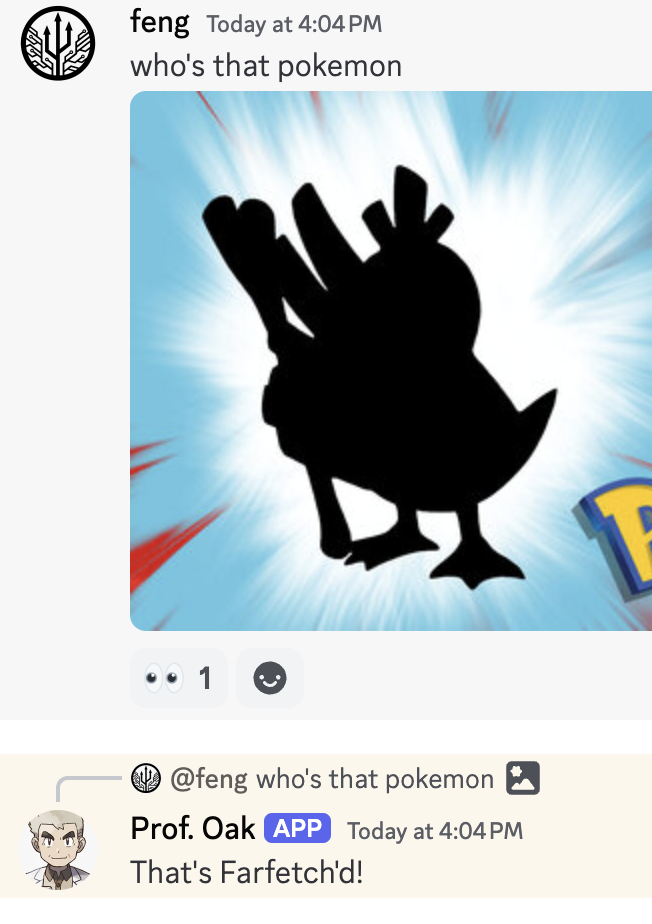 feng Today at 4:04 PM
who's that pokemon
P
1
@feng who's that pokemon
Prof. Oak APP Today at 4:04 PM
That's Farfetch'd!